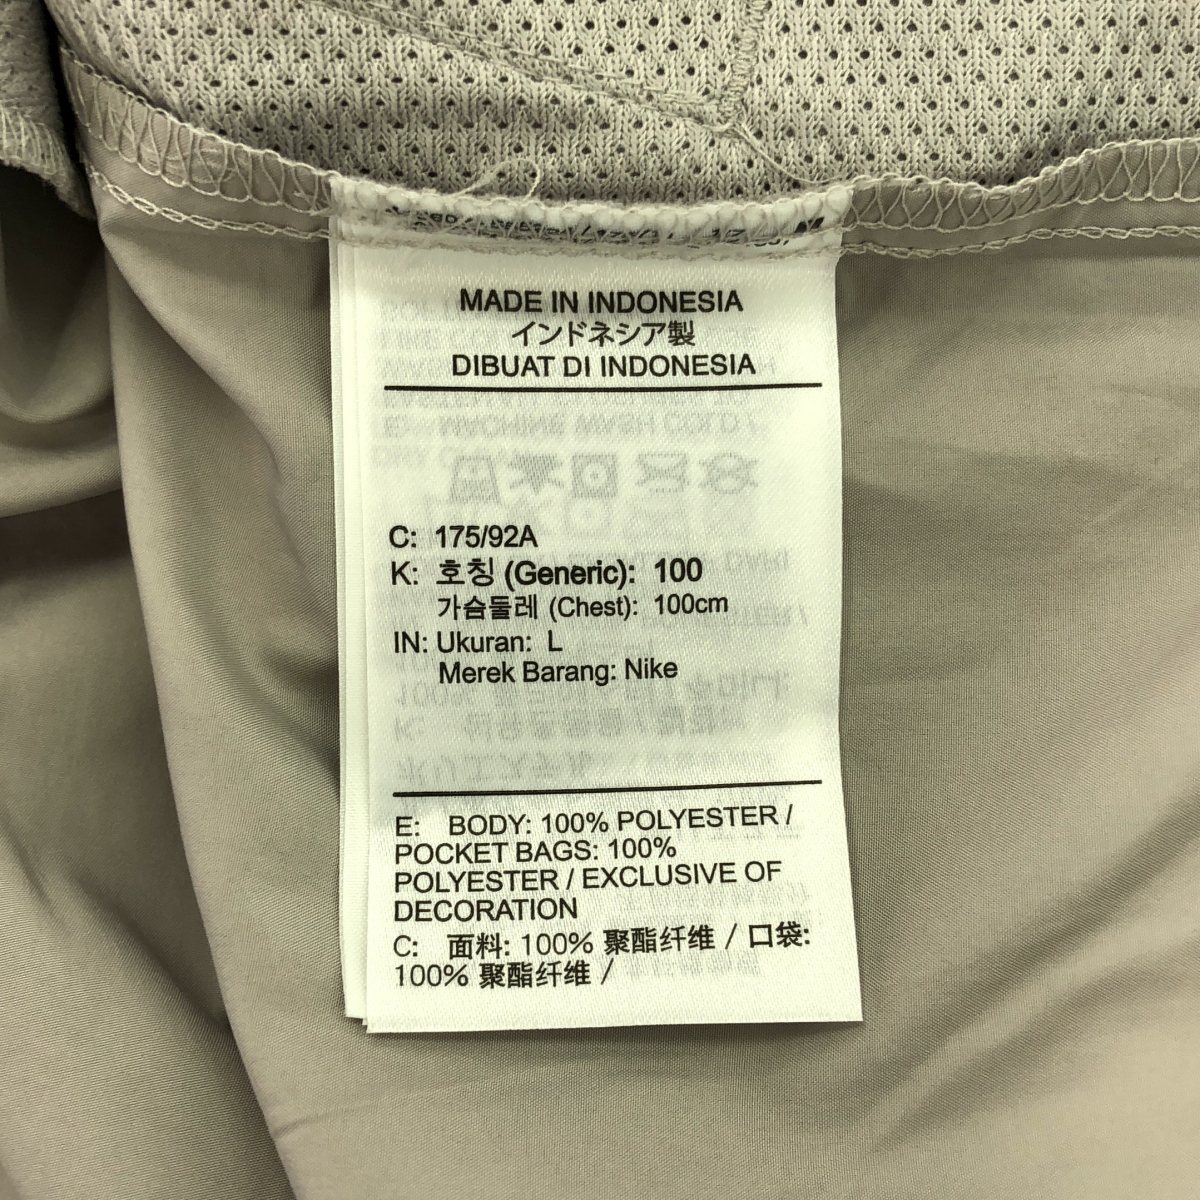 MADE IN INDONESIA
インドネシア製
DIBUAT DI INDONESIA
C: 175/92A
K: 호칭 (Generic): 100
가슴둘레 (Chest): 100cm
IN: Ukuran: L
Merek Barang: Nike
E: BODY: 100% POLYESTER /
POCKET BAGS: 100%
POLYESTER / EXCLUSIVE OF
DECORATION
C: 面料: 100% 聚酯纤维 / 口袋:
100% 聚酯纤维 /